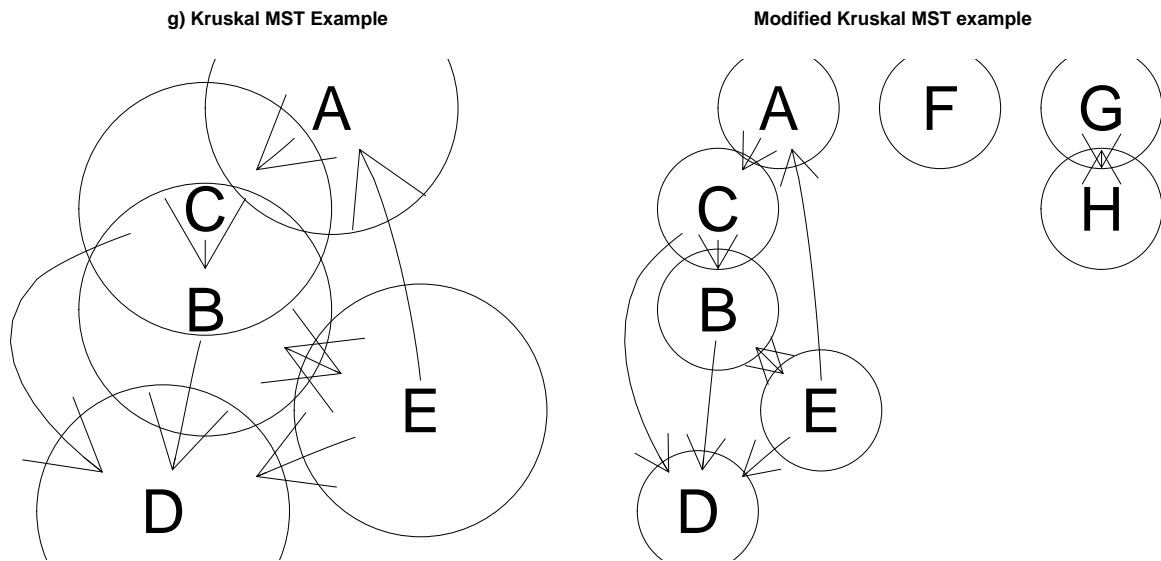 g) Kruskal MST Example
A
C
B
E
D
Modified Kruskal MST example
A F G
C H
B
E
D